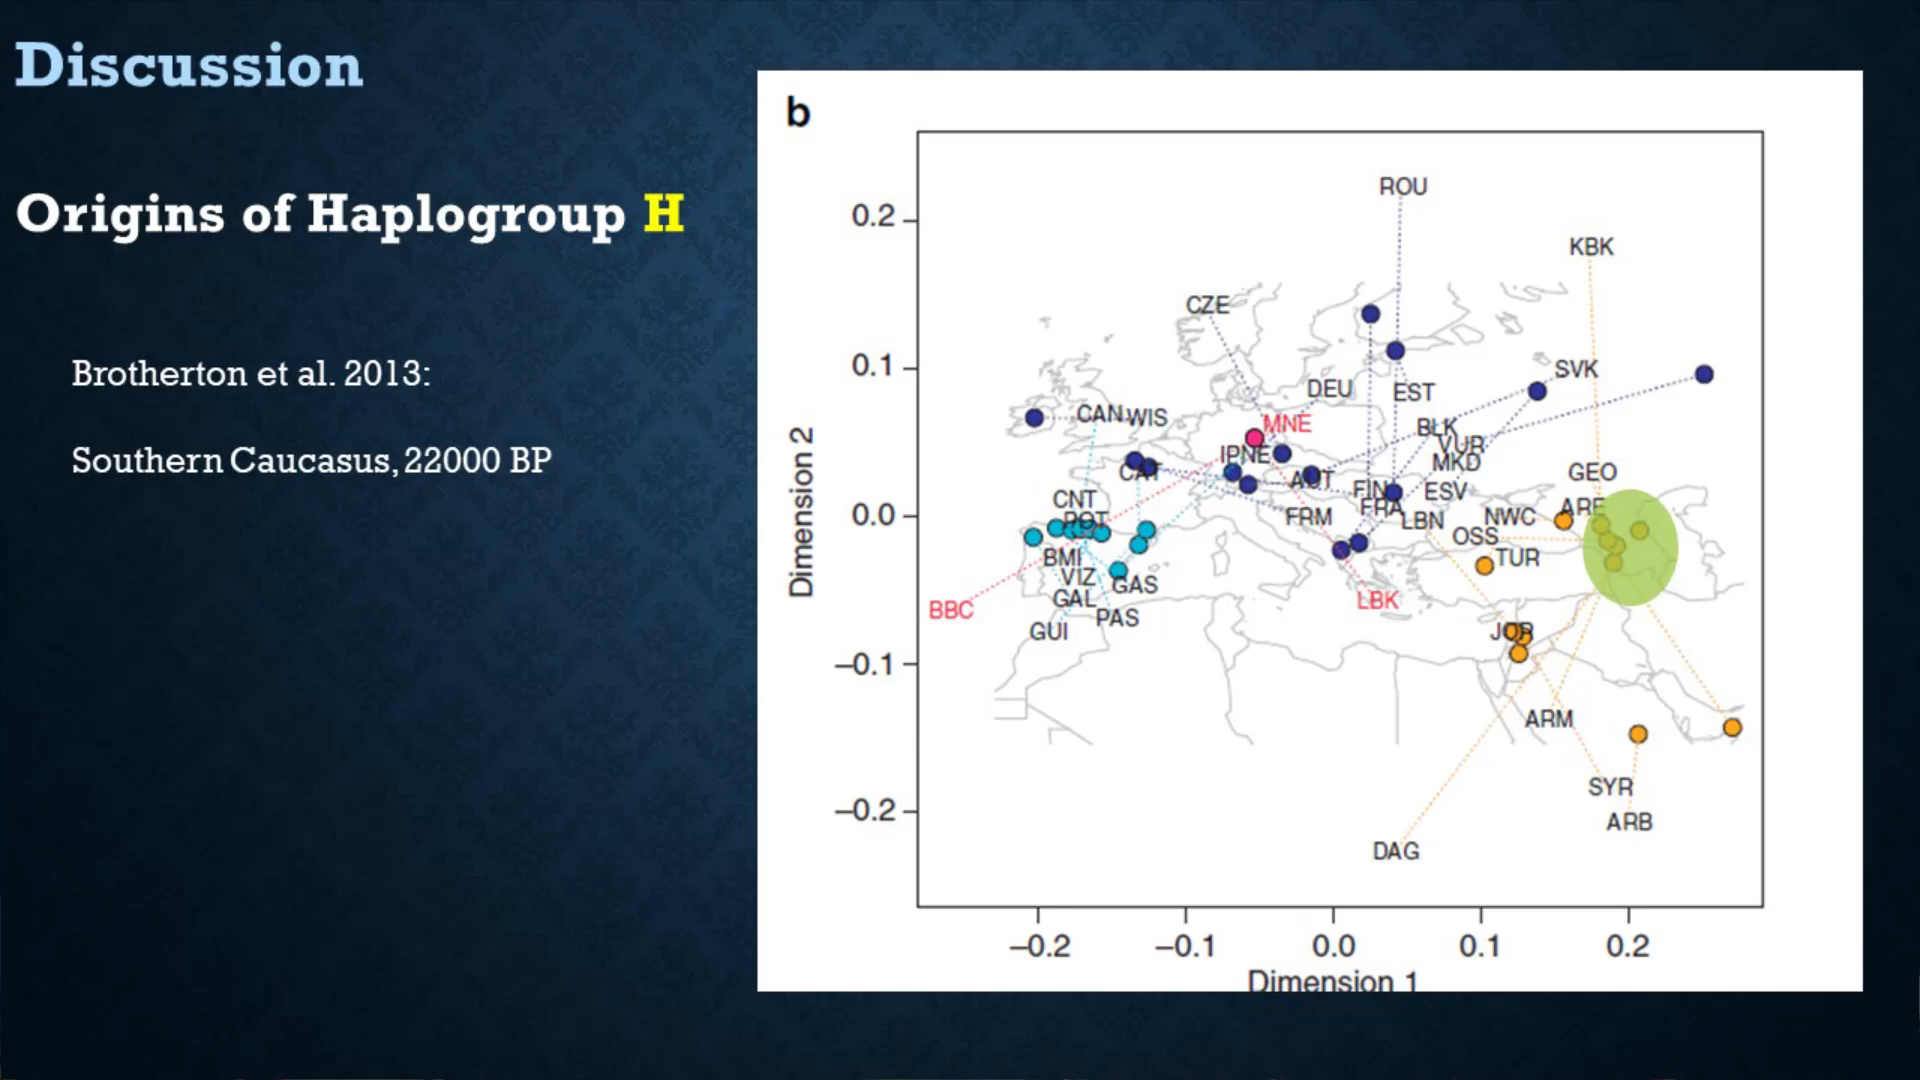 Discussion
Origins of Haplogroup H
Brotherton et al. 2013:
Southern Caucasus, 22000 BP
b
ROU
0.2
KBK
CZE
0.1
SVK
DEU
EST
CAN WIS
MNE
BLK
VUR
IPNE
MKD
CAT
AUT
GEO
FIN
ESV
CNT
FRA
ARE
POT
FRM
LBN
NWC
0.0
OSS
BMI
TUR
VIZ
GAS
GAL
LBK
BBC
PAS
GUI
JOR
−0.1
ARM
SYR
−0.2
ARB
DAG
−0.2 −0.1 0.0 0.1 0.2
Dimension 1
Dimension 2